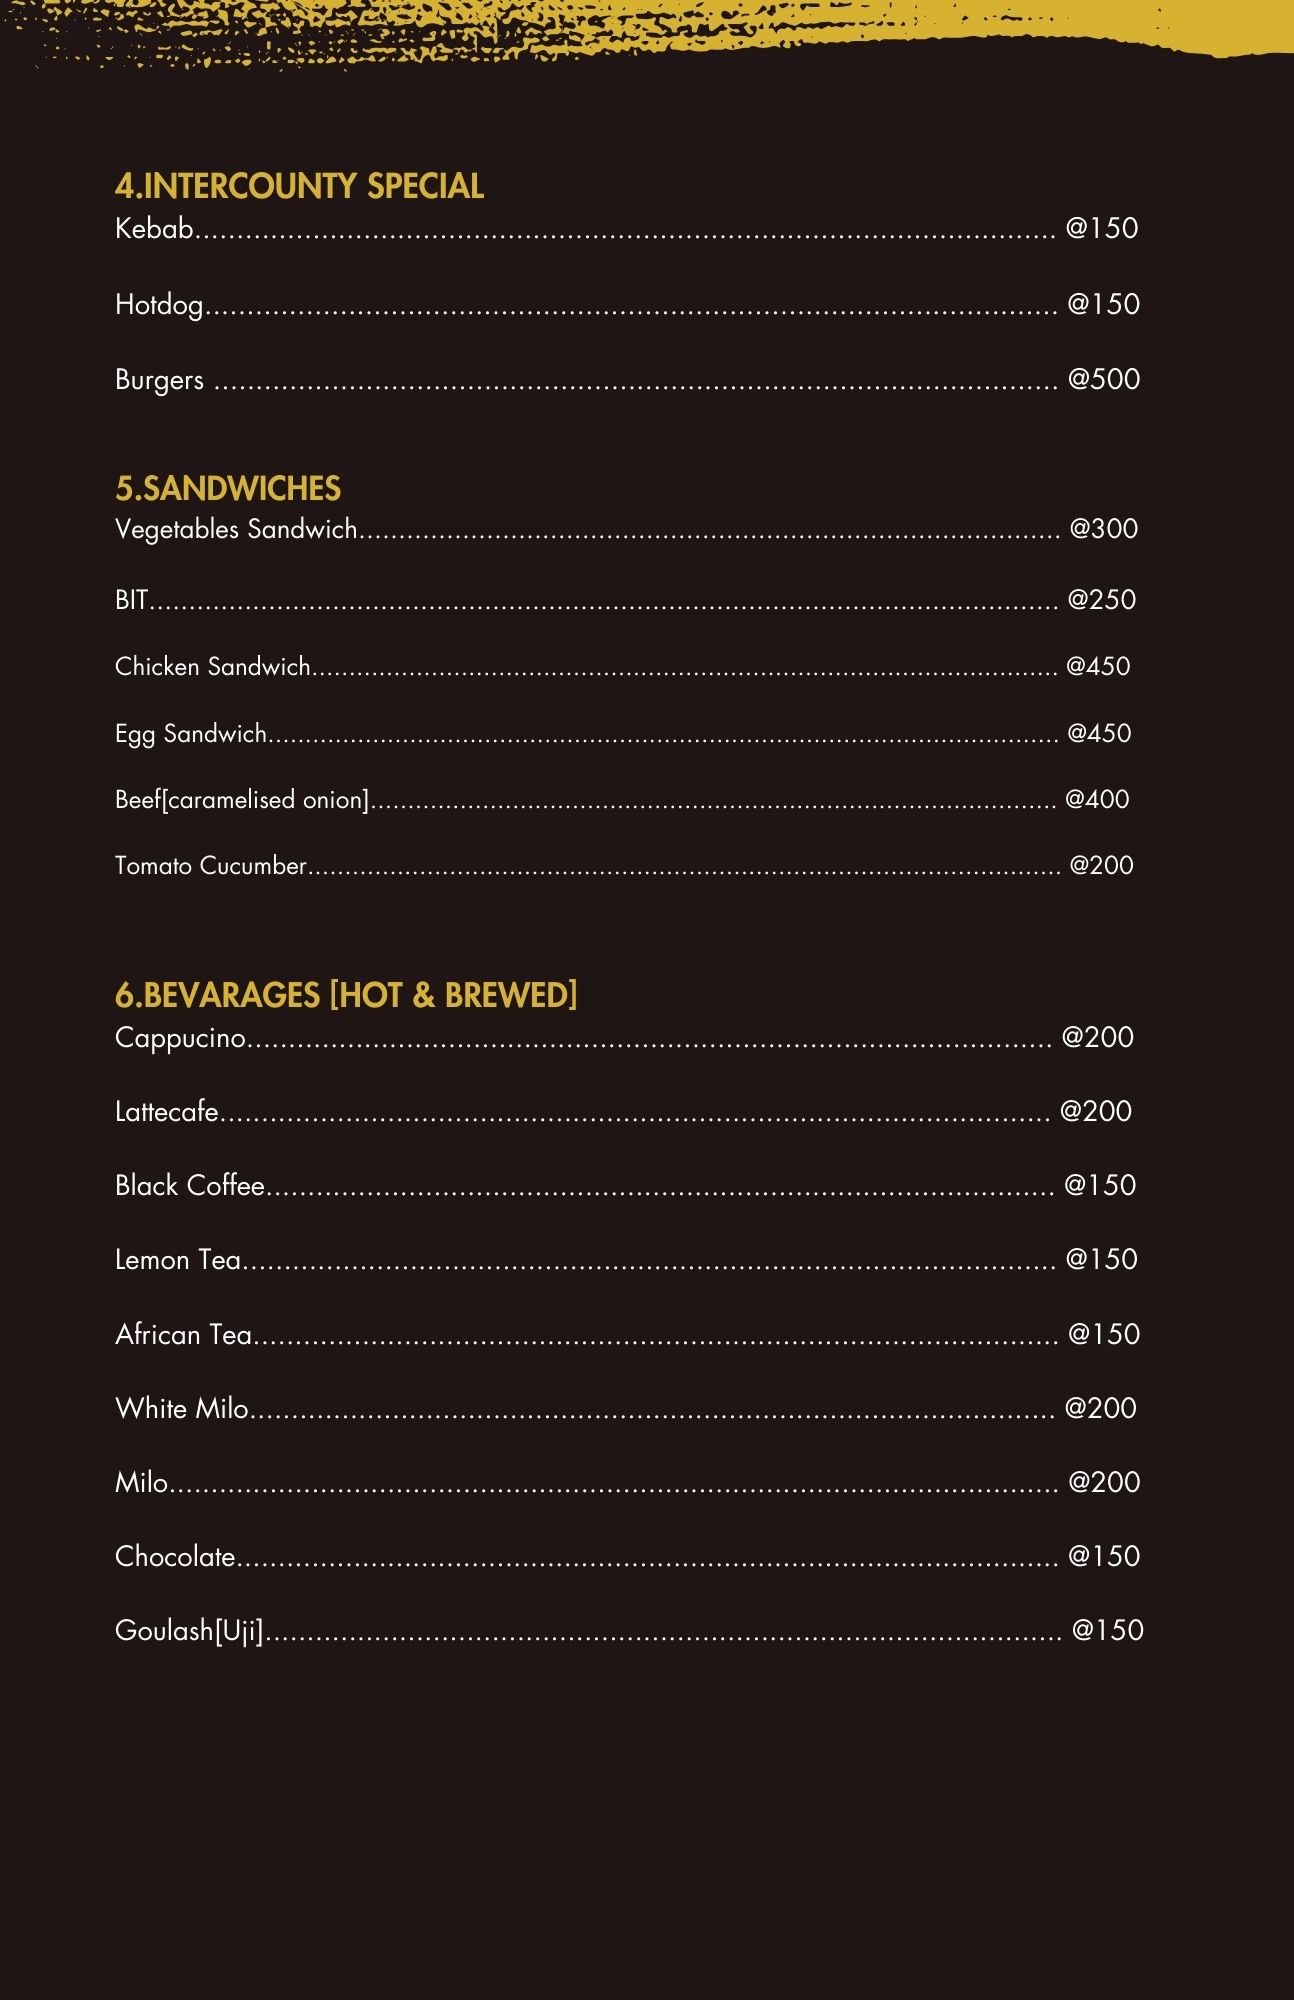 4.INTERCOUNTY SPECIAL
Kebab........................................................................................................ @150
Hotdog....................................................................................................... @150
Burgers ...................................................................................................... @500
5.SANDWICHES
Vegetables Sandwich........................................................................................ @300
BIT................................................................................................................ @250
Chicken Sandwich.................................................................................................. @450
Egg Sandwich........................................................................................................ @450
Beef[caramelised onion]........................................................................................... @400
Tomato Cucumber................................................................................................... @200
6.BEVARAGES [HOT & BREWED]
Cappucino................................................................................................. @200
Lattecafe.................................................................................................... @200
Black Coffee............................................................................................... @150
Lemon Tea.................................................................................................. @150
African Tea................................................................................................. @150
White Milo................................................................................................. @200
Milo........................................................................................................... @200
Chocolate................................................................................................... @150
Goulash[Uji]................................................................................................ @150